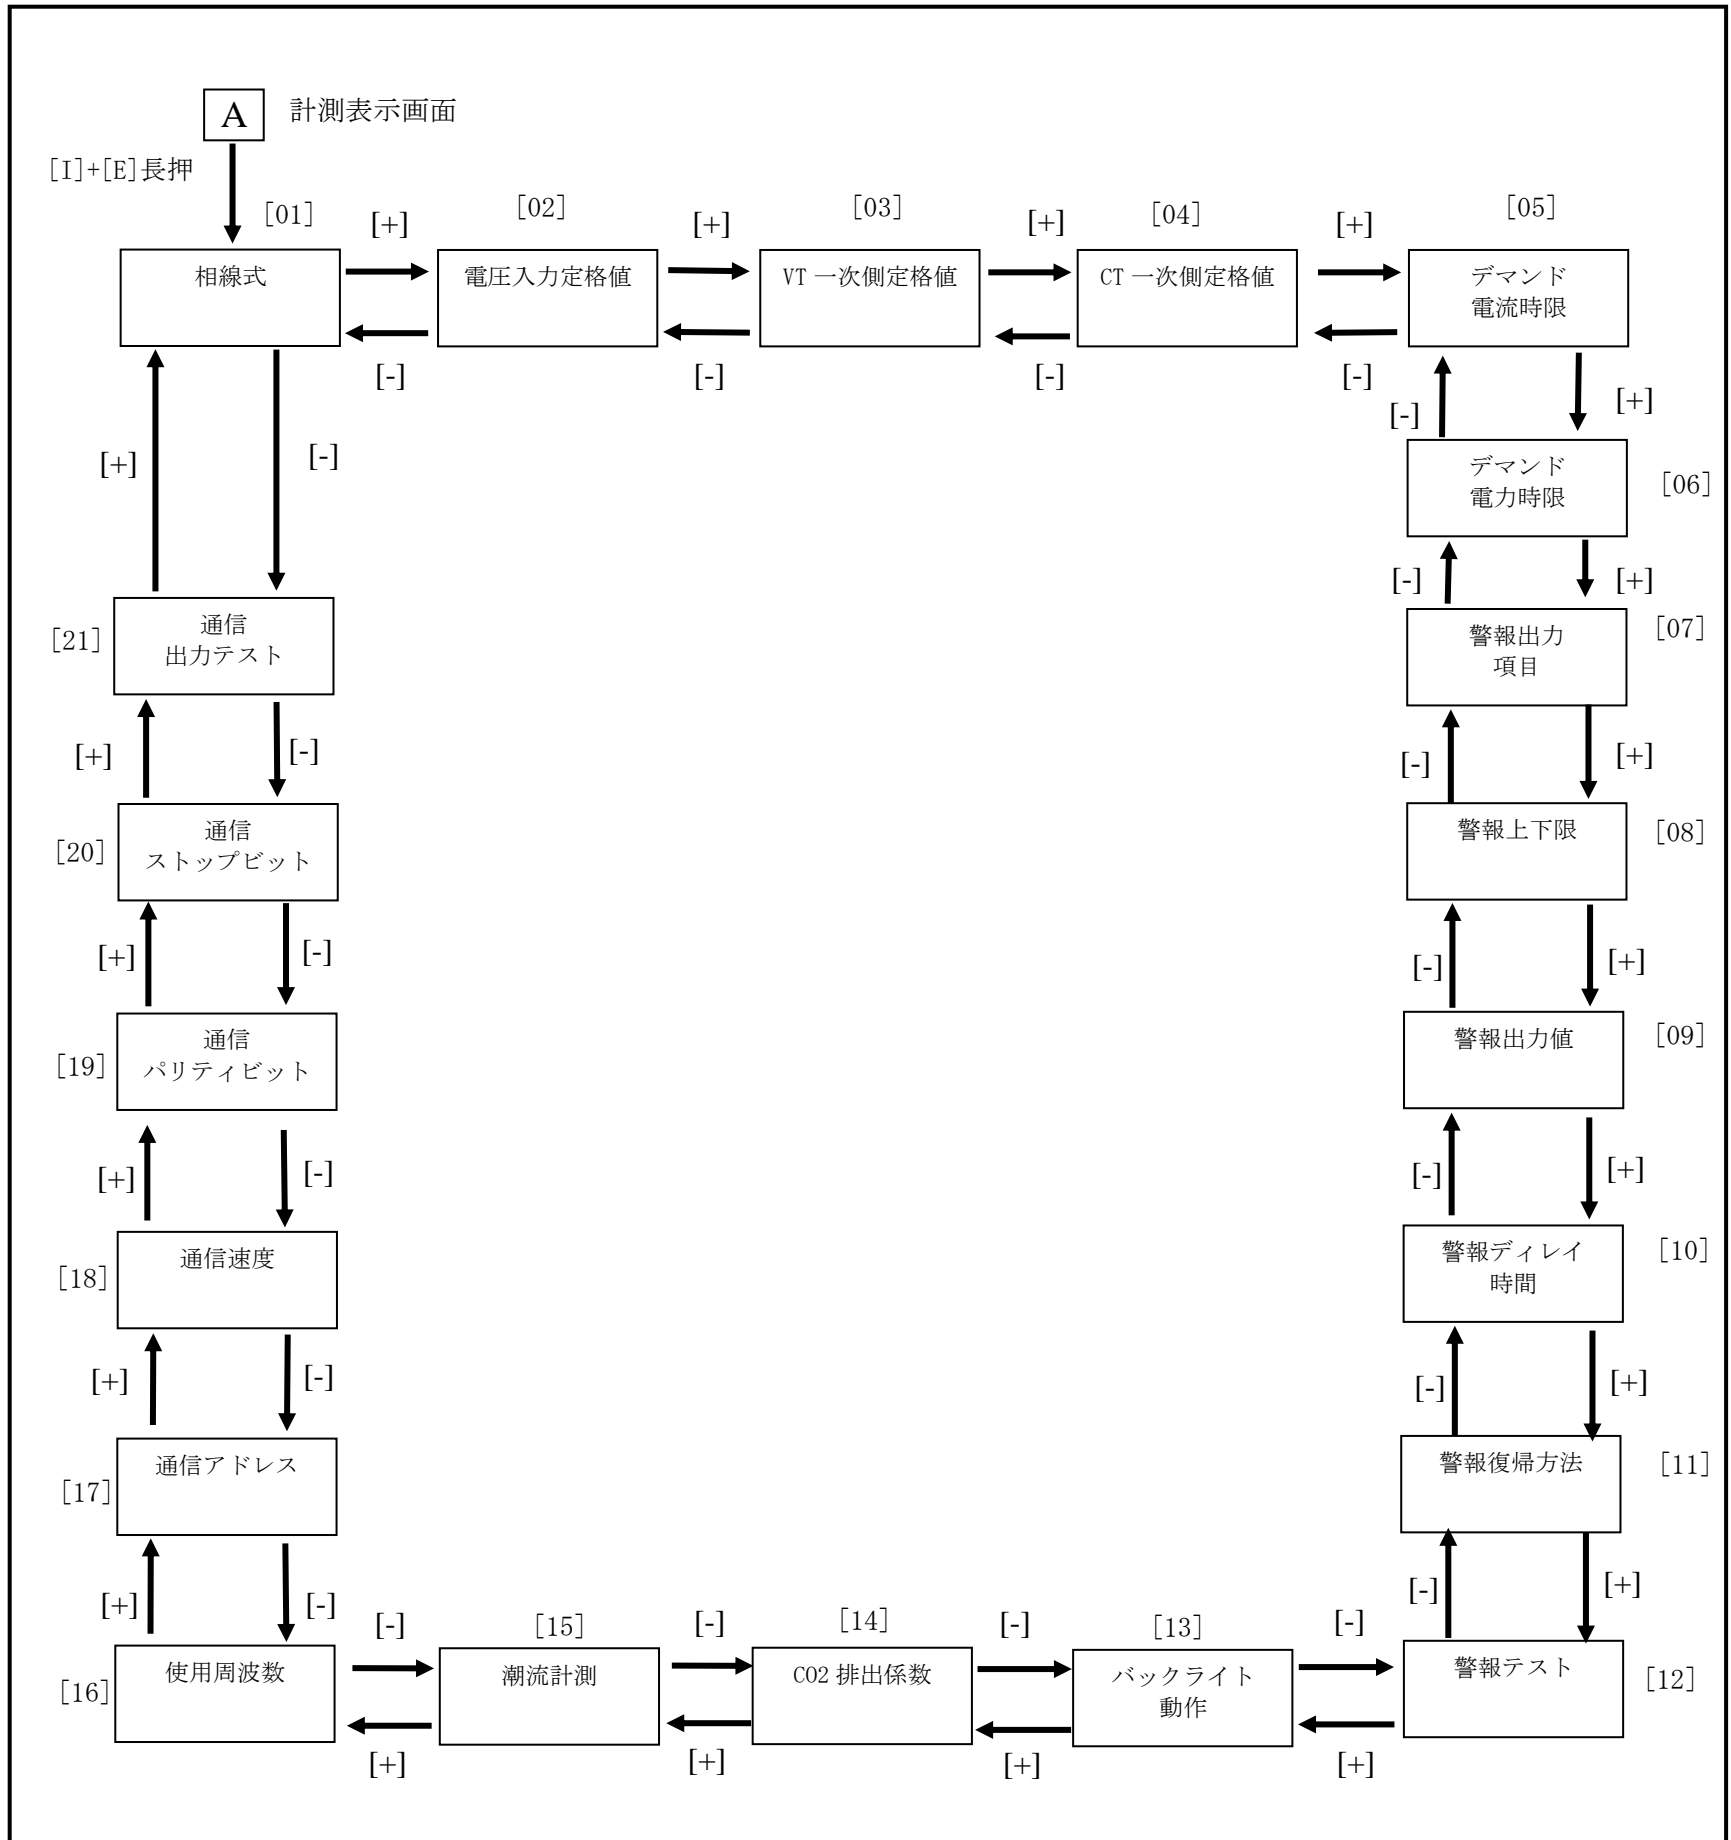 A 計測表示画面
[I]+[E]長押
[01]
[+]
[02]
[+]
[03]
[+]
[04]
[+]
[05]
相線式
電圧入力定格値
VT 一次側定格値
CT 一次側定格値
デマンド
電流時限
[-]
[-]
[-]
[-]
[-]
[+]
[+]
[-]
デマンド
電力時限
[06]
[-]
[+]
[21]
通信
出力テスト
警報出力
項目
[07]
[+]
[-]
[-]
[+]
[20]
通信
ストップビット
警報上下限
[08]
[+]
[-]
[-]
[+]
[19]
通信
パリティビット
警報出力値
[09]
[+]
[-]
[-]
[+]
[18]
通信速度
警報ディレイ
時間
[10]
[+]
[-]
[-]
[+]
[17]
通信アドレス
警報復帰方法
[11]
[+]
[-]
[-]
[+]
[-]
[15]
[-]
[14]
[-]
[13]
[-]
[16]
使用周波数
潮流計測
CO2 排出係数
バックライト
動作
警報テスト
[12]
[+]
[+]
[+]
[+]